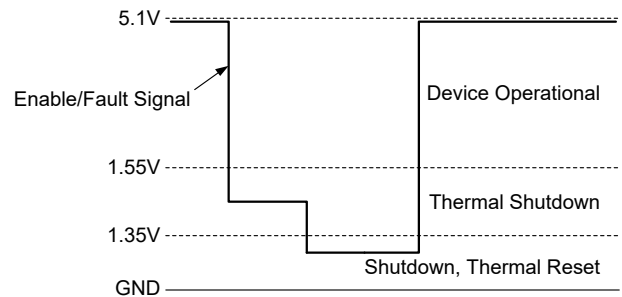 5.1V
Enable/Fault Signal
Device Operational
1.55V
Thermal Shutdown
1.35V
Shutdown, Thermal Reset
GND